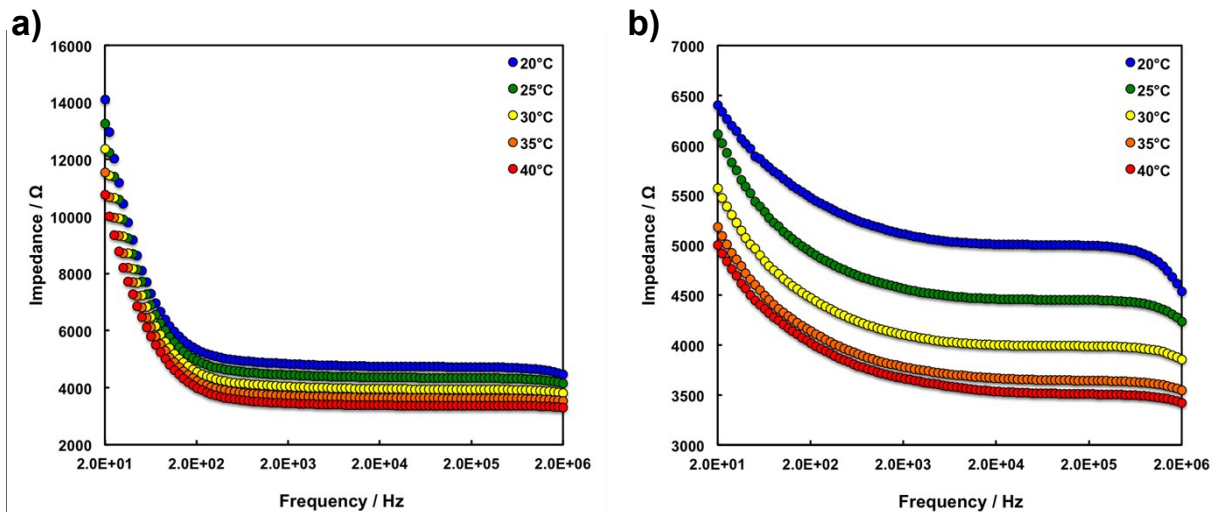 a)
16000
14000
12000
10000
8000
6000
4000
2000
Impedance / Ω
20°C
25°C
30°C
35°C
40°C
2.0E+01 2.0E+02 2.0E+03 2.0E+04 2.0E+05 2.0E+06
Frequency / Hz
b)
7000
6500
6000
5500
5000
4500
4000
3500
3000
Impedance / Ω
20°C
25°C
30°C
35°C
40°C
2.0E+01 2.0E+02 2.0E+03 2.0E+04 2.0E+05 2.0E+06
Frequency / Hz